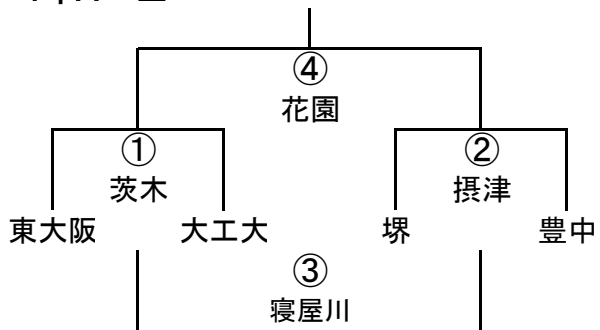 ④
花園
① ②
茨木 摂津
東大阪 大工大 堺 豊中
③
寝屋川